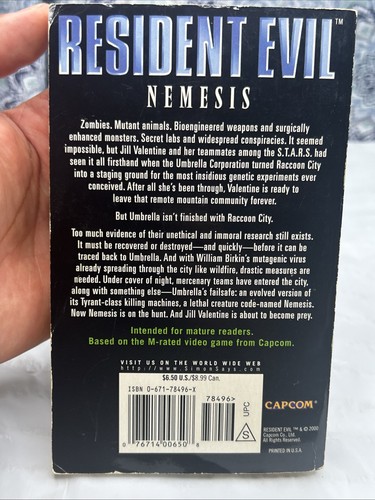 RESIDENT EVIL™
NEMESIS
Zombies. Mutant animals. Bioengineered weapons and surgically
enhanced monsters. Secret labs and widespread conspiracies. It seemed
impossible, but Jill Valentine and her teammates among the S.T.A.R.S. had
seen it all firsthand when the Umbrella Corporation turned Raccoon City
into a staging ground for the most insidious genetic experiments ever
conceived. After all she's been through, Valentine is ready to
leave that remote mountain community forever.
But Umbrella isn't finished with Raccoon City.
Too much evidence of their unethical and immoral research still exists.
It must be recovered or destroyed—and quickly—before it can be
traced back to Umbrella. And with William Birkin's mutagenic virus
already spreading through the city like wildfire, drastic measures are
needed. Under cover of night, mercenary teams have entered the city,
along with something else—Umbrella's failsafe: an evolved version of
its Tyrant-class killing machines, a lethal creature code-named Nemesis.
Now Nemesis is on the hunt. And Jill Valentine is about to become prey.
Intended for mature readers.
Based on the M-rated video game from Capcom.
VISIT US ON THE WORLD WIDE WEB
http://www.SimonSays.com
$6.50 U.S./$8.99 Can.
ISBN 0-671-78496-X
78496>
0 76714 00650 8
UPC
S
CAPCOM®
RESIDENT EVIL ™ & © 2000
Capcom Co. Ltd.
All Rights Reserved.
PRINTED IN U.S.A.